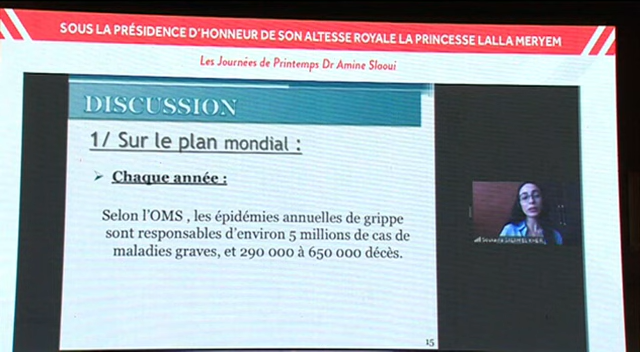 SOUS LA PRÉSIDENCE D'HONNEUR DE SON ALTESSE ROYALE LA PRINCESSE LALLA MERYEM
Les Journées de Printemps Dr Amine Slaoui
DISCUSSION
1/ Sur le plan mondial :
➤ Chaque année :
Selon l'OMS , les épidémies annuelles de grippe
sont responsables d'environ 5 millions de cas de
maladies graves, et 290 000 à 650 000 décès.
15